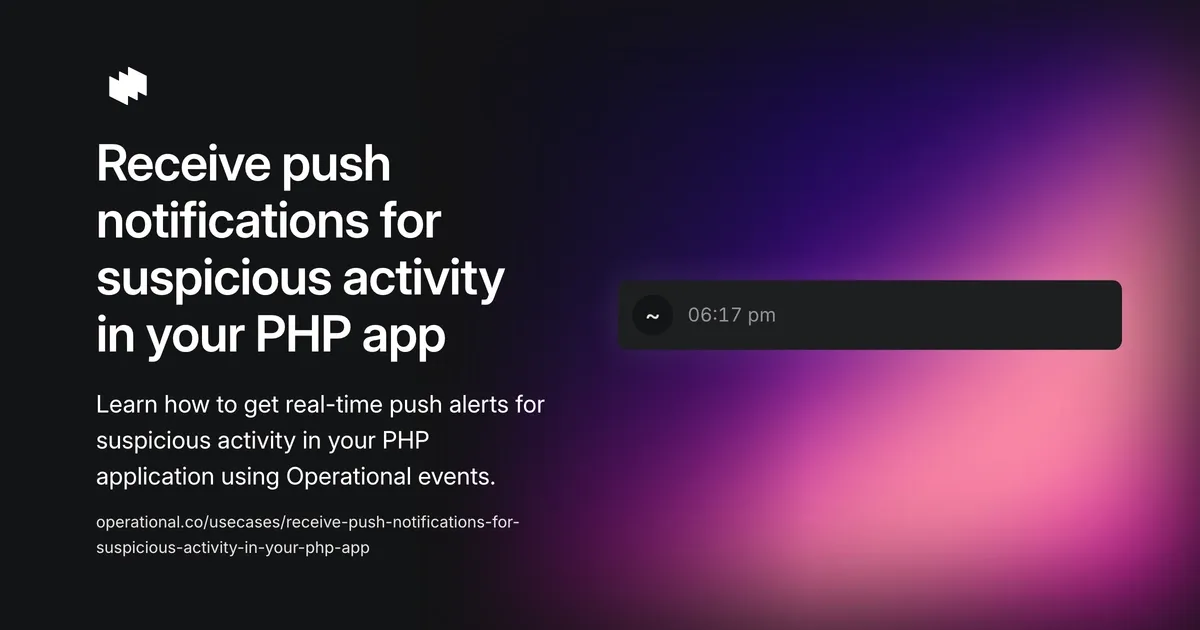 Receive push
notifications for
suspicious activity
in your PHP app
Learn how to get real-time push alerts for
suspicious activity in your PHP
application using Operational events.
operational.co/usecases/receive-push-notifications-for-
suspicious-activity-in-your-php-app
~ 06:17 pm